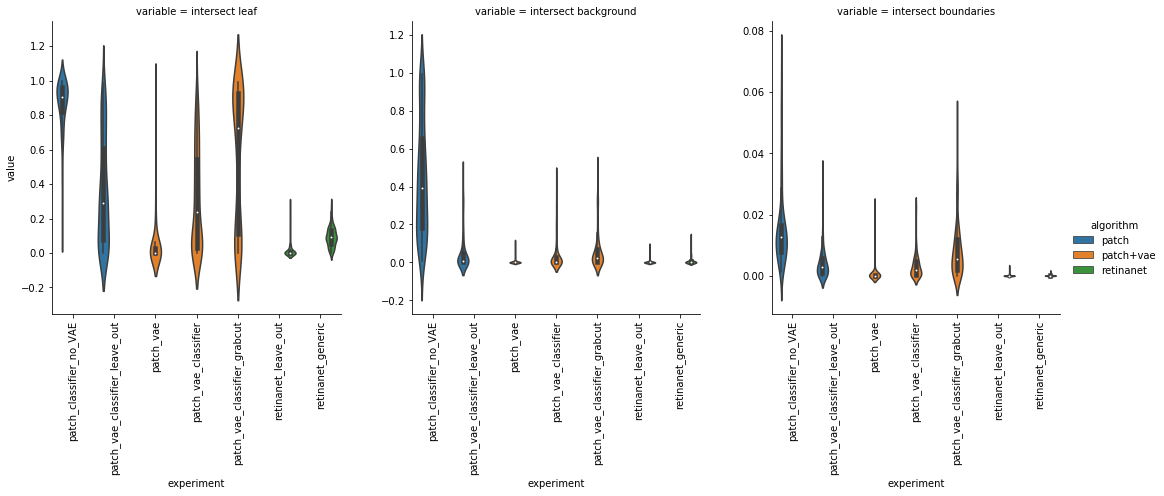 variable = intersect leaf
variable = intersect background
variable = intersect boundaries
value
1.2
1.0
0.8
0.6
0.4
0.2
0.0
−0.2
1.2
1.0
0.8
0.6
0.4
0.2
0.0
−0.2
0.08
0.06
0.04
0.02
0.00
patch_classifier_no_VAE
patch_vae_classifier_leave_out
patch_vae
patch_vae_classifier
patch_vae_classifier_grabcut
retinanet_leave_out
retinanet_generic
experiment
patch_classifier_no_VAE
patch_vae_classifier_leave_out
patch_vae
patch_vae_classifier
patch_vae_classifier_grabcut
retinanet_leave_out
retinanet_generic
experiment
patch_classifier_no_VAE
patch_vae_classifier_leave_out
patch_vae
patch_vae_classifier
patch_vae_classifier_grabcut
retinanet_leave_out
retinanet_generic
experiment
algorithm
patch
patch+vae
retinanet